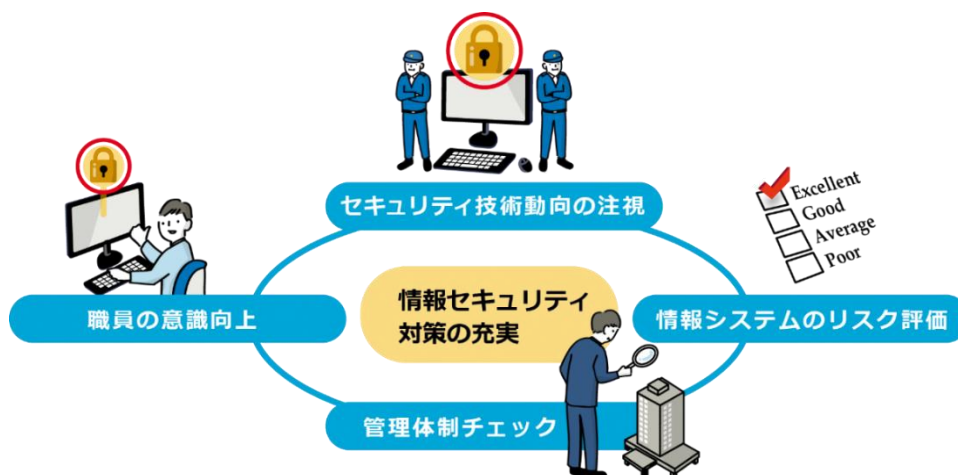 セキュリティ技術動向の注視
Excellent
Good
Average
Poor
職員の意識向上
情報セキュリティ
対策の充実
情報システムのリスク評価
管理体制チェック